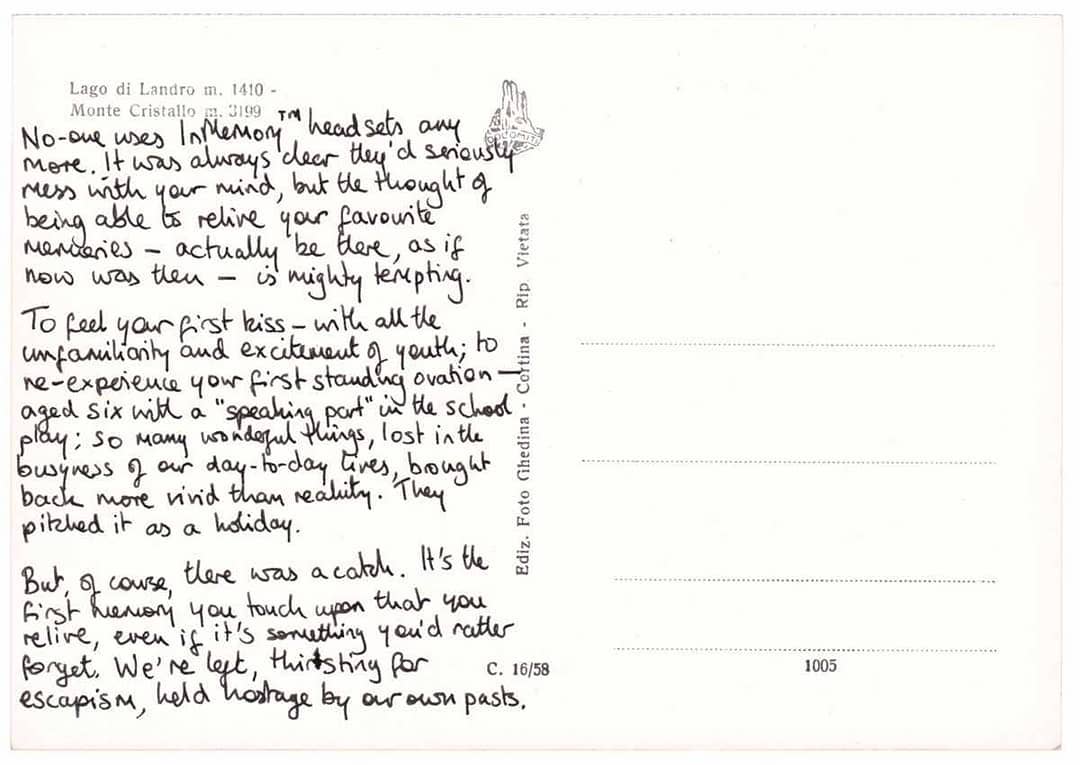 Lago di Landro m. 1410 -
Monte Cristallo m. 3199
DOLOMITI
No-one uses InMemory™ headsets any
more. It was always clear they'd seriously
mess with your mind, but the thought of
being able to relive your favourite
memories – actually be there, as if
now was then – is mighty tempting.
To feel your first kiss – with all the
unfamiliarity and excitement of youth; to
re-experience your first standing ovation –
aged six with a "speaking part" in the school
play; so many wonderful things, lost in the
busyness of our day-to-day lives, brought
back more vivid than reality. They
pitched it as a holiday.
But, of course, there was a catch. It's the
first memory you touch upon that you
relive, even if it's something you'd rather
forget. We're left, thirsting for
escapism, held hostage by our own pasts.
Ediz. Foto Ghedina - Cortina - Rip. Vietata
C. 16/58
1005